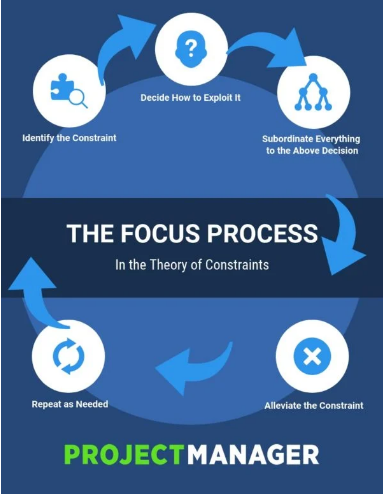 ?
Decide How to Exploit It
Identify the Constraint
Subordinate Everything
to the Above Decision
THE FOCUS PROCESS
In the Theory of Constraints
Repeat as Needed
Alleviate the Constraint
PROJECTMANAGER